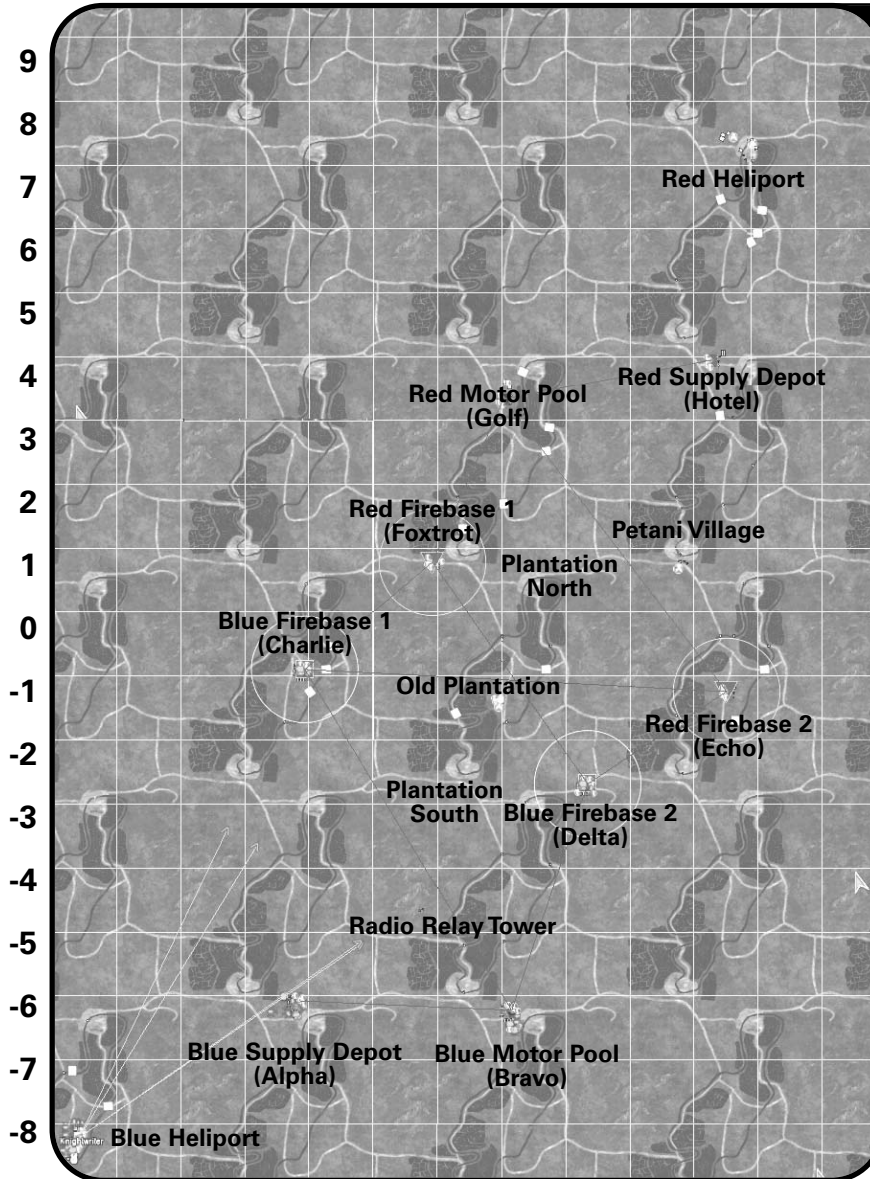 9
8
7
Red Heliport
6
5
4
Red Motor Pool
(Golf)
Red Supply Depot
(Hotel)
3
2
Red Firebase 1
(Foxtrot)
Petani Village
1
Plantation
North
0
Blue Firebase 1
(Charlie)
-1
Old Plantation
Red Firebase 2
(Echo)
-2
Plantation
South
-3
Blue Firebase 2
(Delta)
-4
Radio Relay Tower
-5
-6
Blue Supply Depot
(Alpha)
Blue Motor Pool
(Bravo)
-7
-8
Knightwriter
Blue Heliport